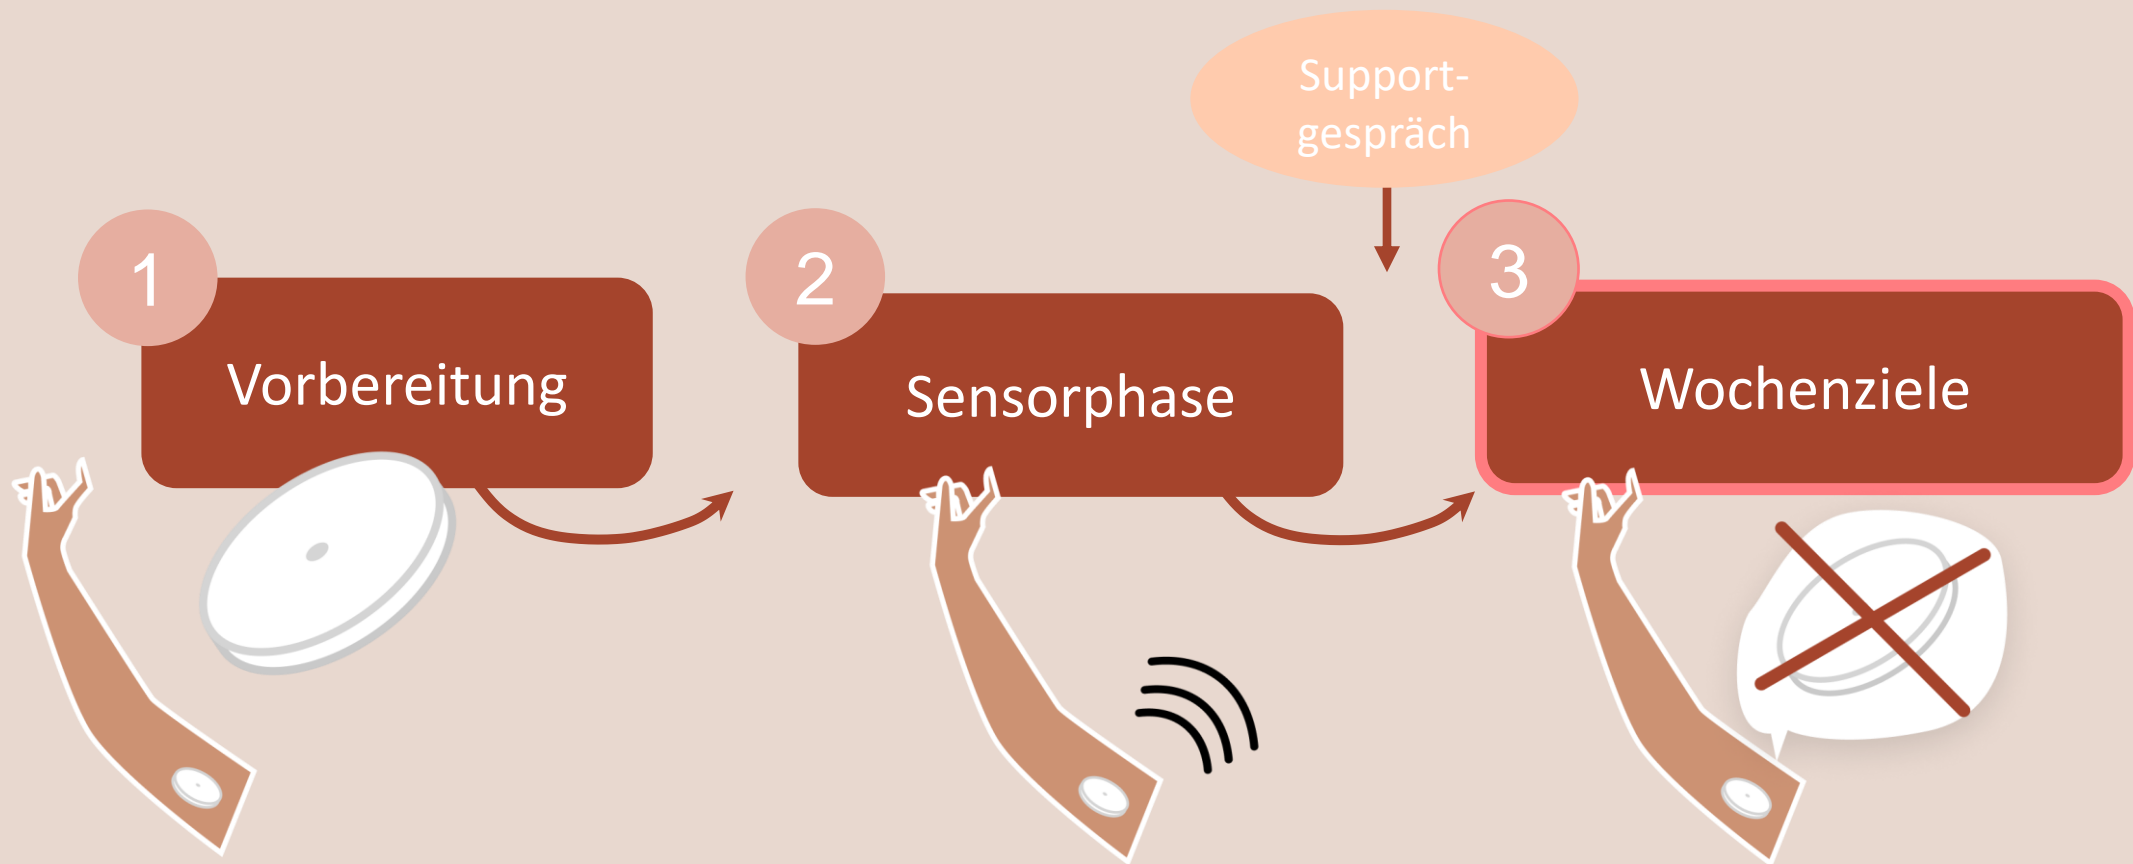 Support-
gespräch
1
Vorbereitung
2
Sensorphase
3
Wochenziele